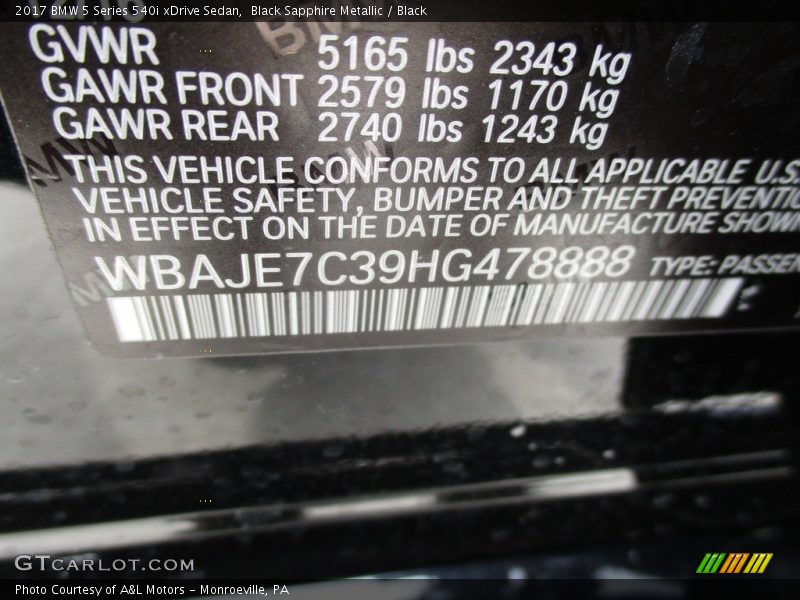 2017 BMW 5 Series 540i xDrive Sedan, Black Sapphire Metallic / Black
GVWR 5165 lbs 2343 kg
GAWR FRONT 2579 lbs 1170 kg
GAWR REAR 2740 lbs 1243 kg
THIS VEHICLE CONFORMS TO ALL APPLICABLE U.S
VEHICLE SAFETY, BUMPER AND THEFT PREVENTIO
IN EFFECT ON THE DATE OF MANUFACTURE SHOWN
WBAJE7C39HG478888 TYPE: PASSEN
GTCARLOT.COM
Photo Courtesy of A&L Motors – Monroeville, PA